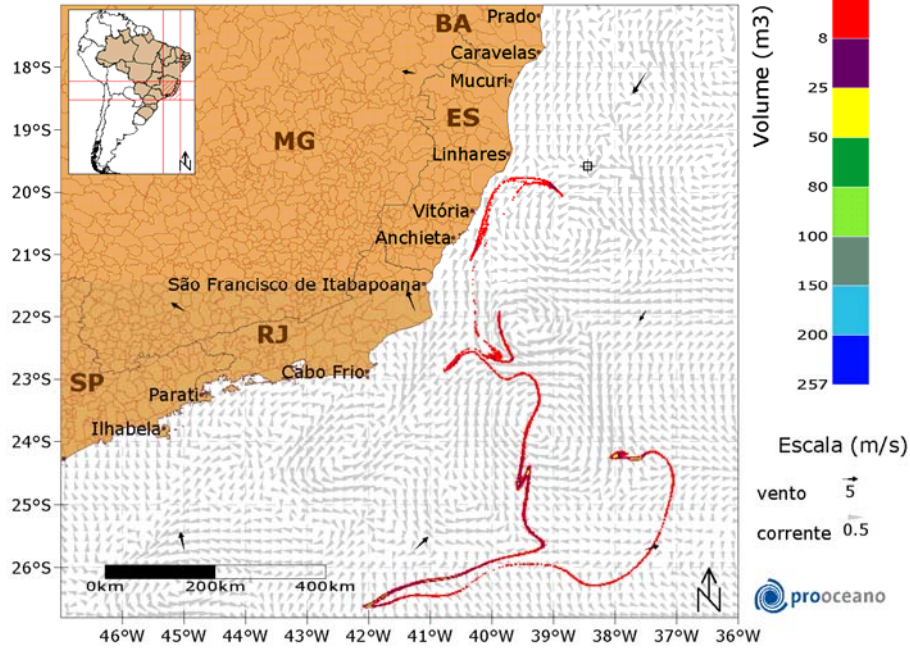 BA
Prado
Caravelas
Mucuri
ES
MG
Linhares
Vitória
Anchieta
São Francisco de Itabapoana
RJ
Cabo Frio
SP
Parati
Ilhabela
N
18°S
19°S
20°S
21°S
22°S
23°S
24°S
25°S
26°S
0km
200km
400km
N
46°W
45°W
44°W
43°W
42°W
41°W
40°W
39°W
38°W
37°W
36°W
Volume (m3)
8
25
50
80
100
150
200
257
Escala (m/s)
vento 5
corrente 0.5
prooceano